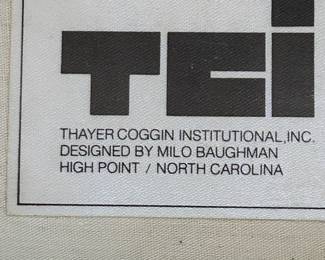 TCi
THAYER COGGIN INSTITUTIONAL,INC.
DESIGNED BY MILO BAUGHMAN
HIGH POINT / NORTH CAROLINA